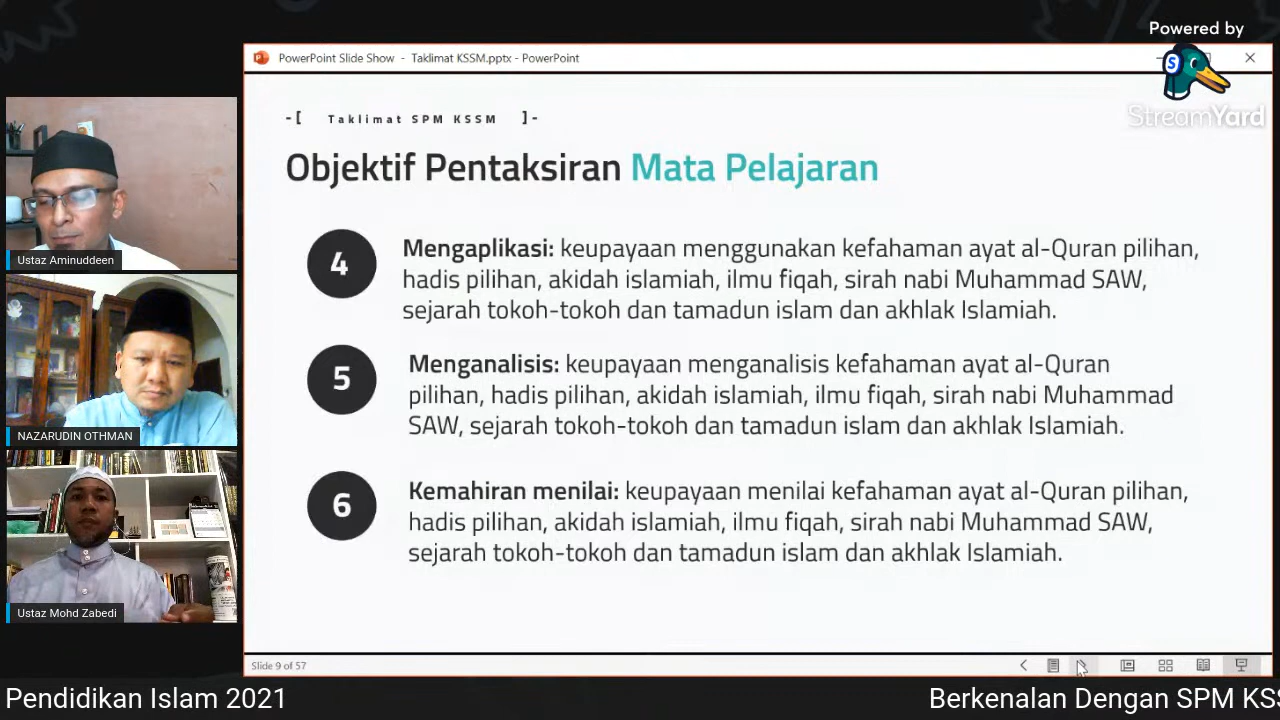 Powered by
StreamYard
PowerPoint Slide Show - Taklimat KSSM.pptx - PowerPoint
-[ Taklimat SPM KSSM ]-
Objektif Pentaksiran Mata Pelajaran
4
Mengaplikasi: keupayaan menggunakan kefahaman ayat al-Quran pilihan,
hadis pilihan, akidah islamiah, ilmu fiqah, sirah nabi Muhammad SAW,
sejarah tokoh-tokoh dan tamadun islam dan akhlak Islamiah.
5
Menganalisis: keupayaan menganalisis kefahaman ayat al-Quran
pilihan, hadis pilihan, akidah islamiah, ilmu fiqah, sirah nabi Muhammad
SAW, sejarah tokoh-tokoh dan tamadun islam dan akhlak Islamiah.
6
Kemahiran menilai: keupayaan menilai kefahaman ayat al-Quran pilihan,
hadis pilihan, akidah islamiah, ilmu fiqah, sirah nabi Muhammad SAW,
sejarah tokoh-tokoh dan tamadun islam dan akhlak Islamiah.
Slide 9 of 57
Ustaz Aminuddeen
NAZARUDIN OTHMAN
Ustaz Mohd Zabedi
Pendidikan Islam 2021
Berkenalan Dengan SPM KSS